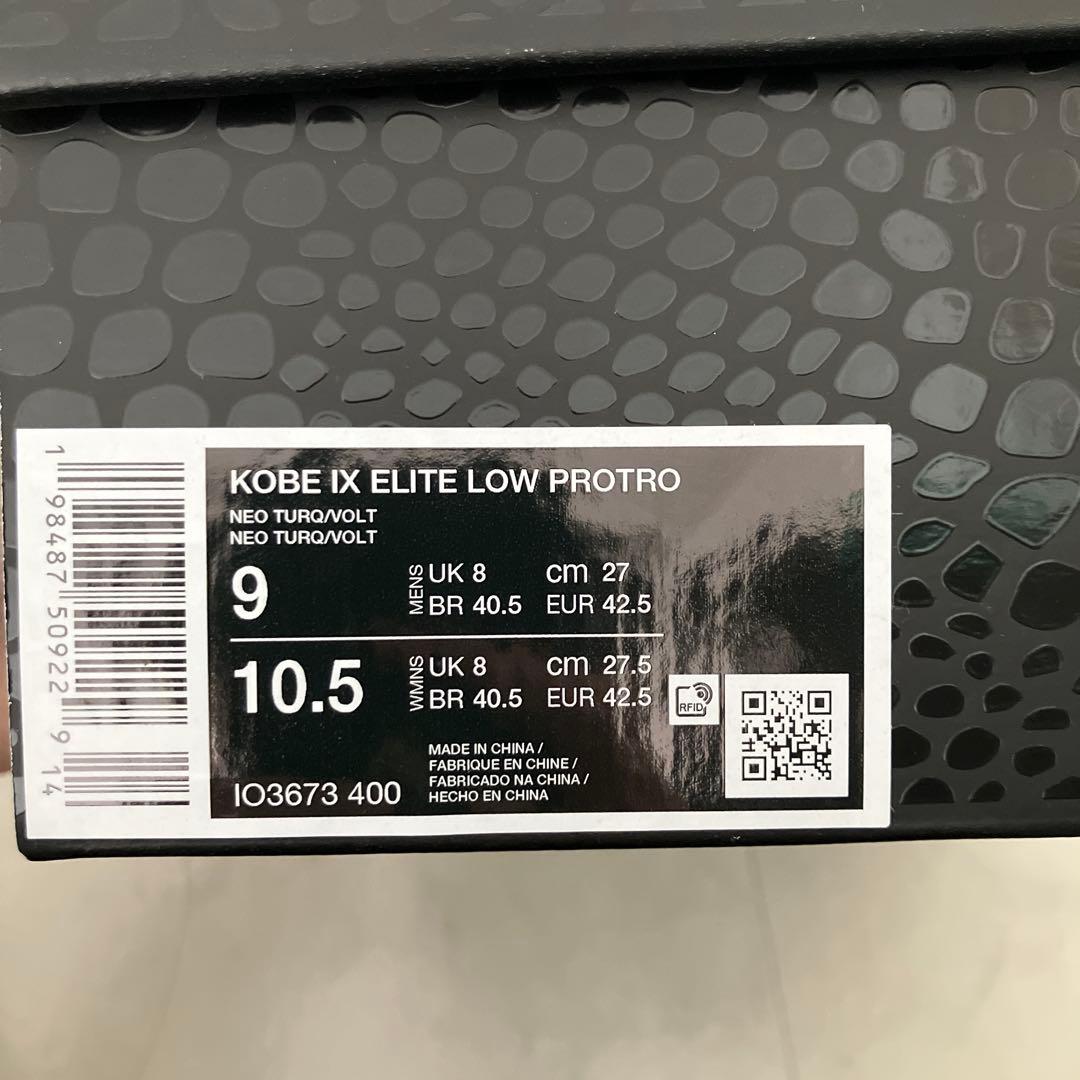 KOBE IX ELITE LOW PROTRO
NEO TURQ/VOLT
NEO TURQ/VOLT
9
MENS
UK 8 cm 27
BR 40.5 EUR 42.5
10.5
WMNS
UK 8 cm 27.5
BR 40.5 EUR 42.5
RFID
MADE IN CHINA /
FABRIQUE EN CHINE /
FABRICADO NA CHINA /
HECHO EN CHINA
IO3673 400
1 98487 50922 9 14